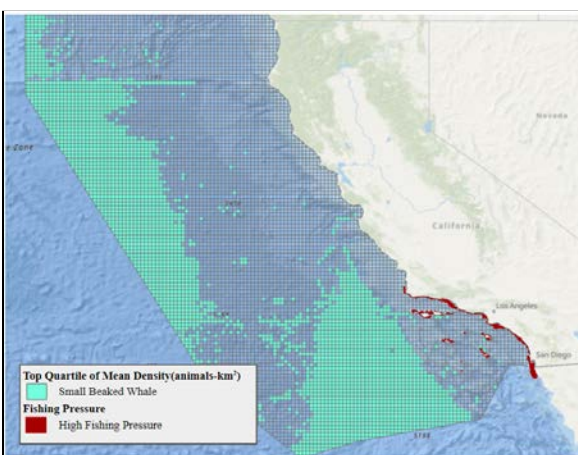 e-Zone
Nevada
California
Los Angeles
San Diego
Top Quartile of Mean Density(animals-km²)
Small Beaked Whale
Fishing Pressure
High Fishing Pressure